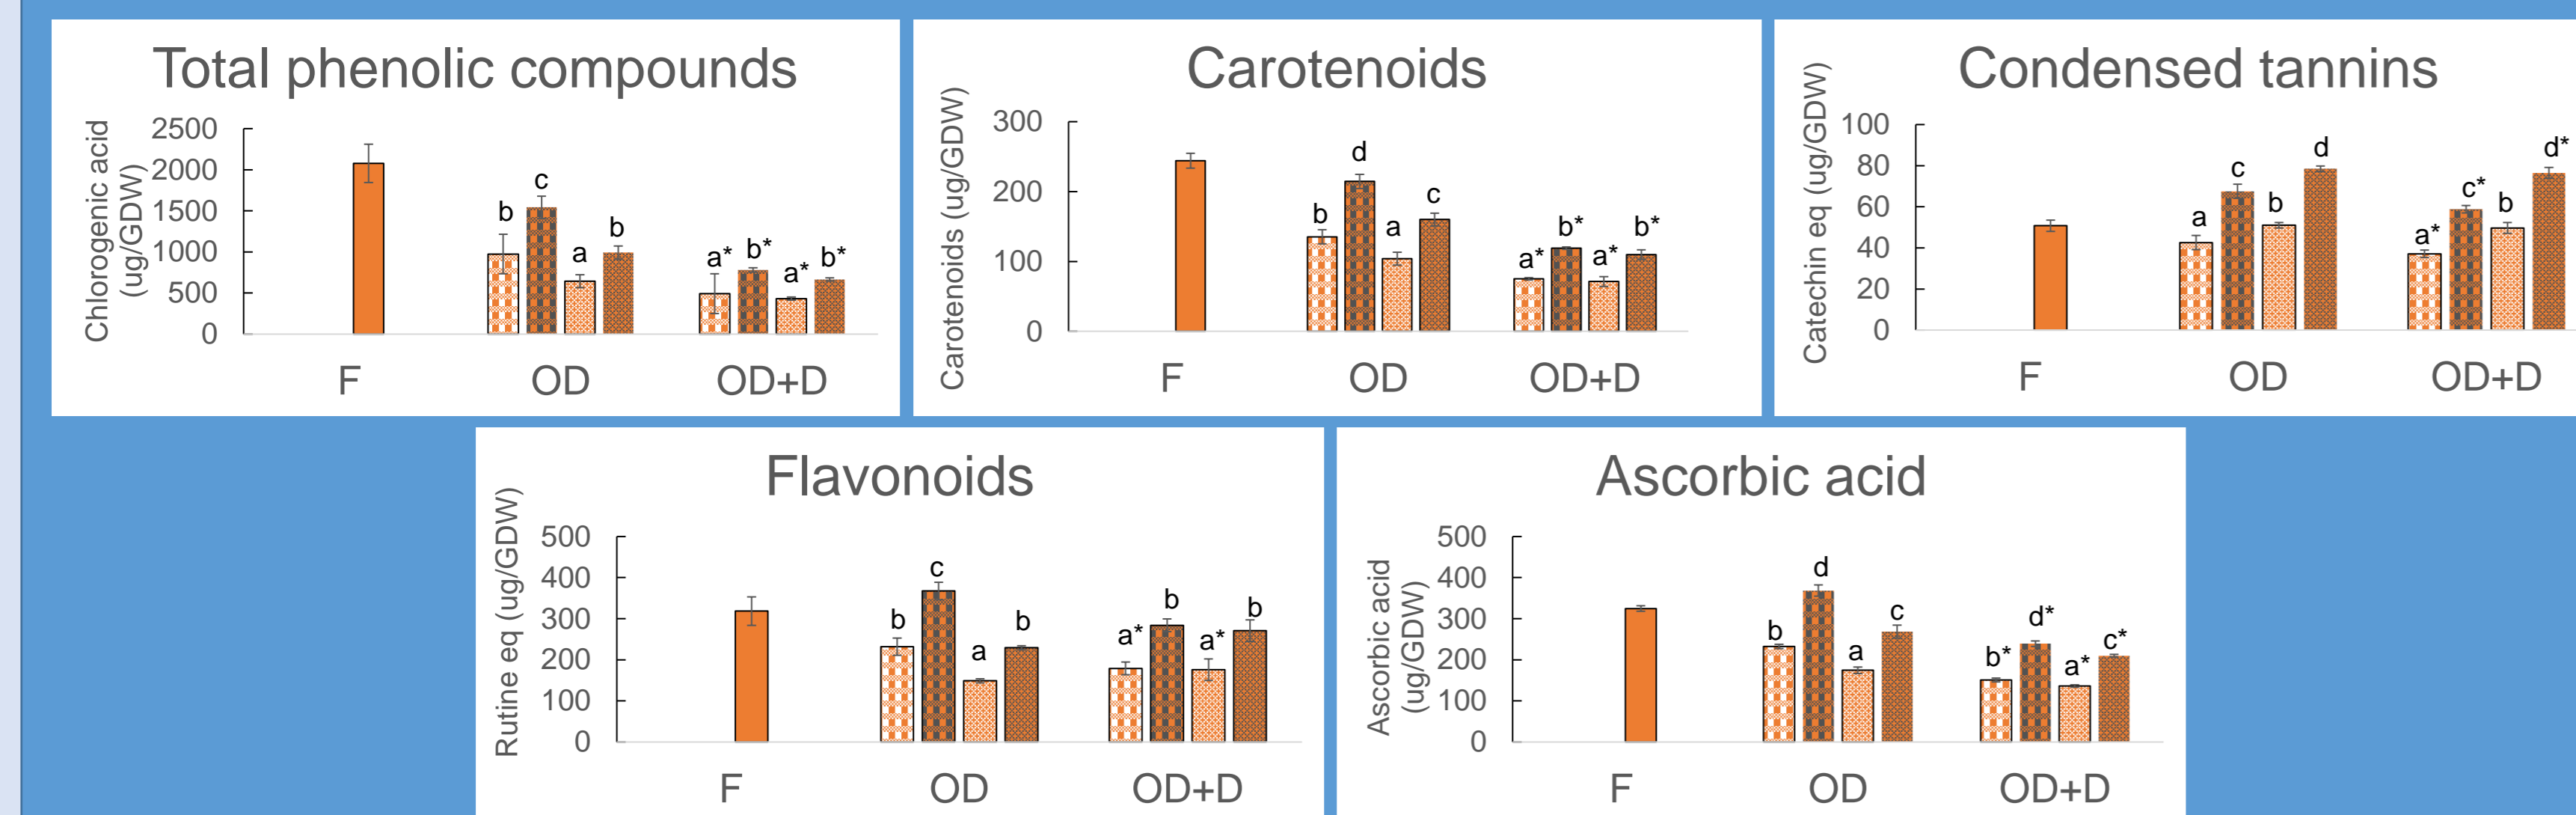 Total phenolic compounds
Chlorogenic acid
(ug/GDW)
2500
2000
1500
1000
500
0
b
c
a
b
a*
b*
a*
b*
F
OD
OD+D
Carotenoids
Carotenoids (ug/GDW)
300
200
100
0
b
d
a
c
a*
b*
a*
b*
F
OD
OD+D
Condensed tannins
Catechin eq (ug/GDW)
100
80
60
40
20
0
a
c
b
d
a*
c*
b
d*
F
OD
OD+D
Flavonoids
Rutine eq (ug/GDW)
500
400
300
200
100
0
b
c
a
b
a*
b
a*
b
F
OD
OD+D
Ascorbic acid
Ascorbic acid
(ug/GDW)
500
400
300
200
100
0
b
d
a
c
b*
d*
a*
c*
F
OD
OD+D